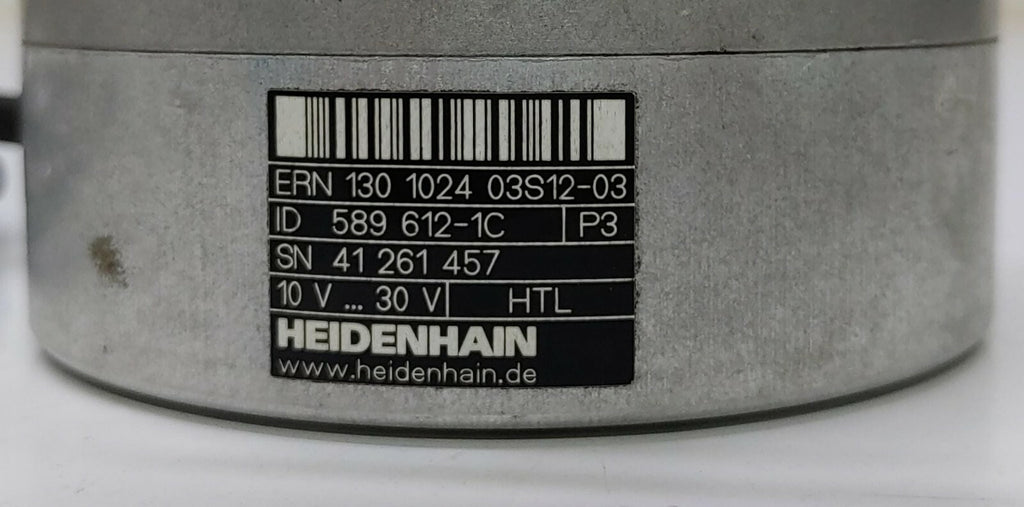 ERN 130 1024 03S12-03
ID 589 612-1C P3
SN 41 261 457
10 V ... 30 V HTL
HEIDENHAIN
www.heidenhain.de